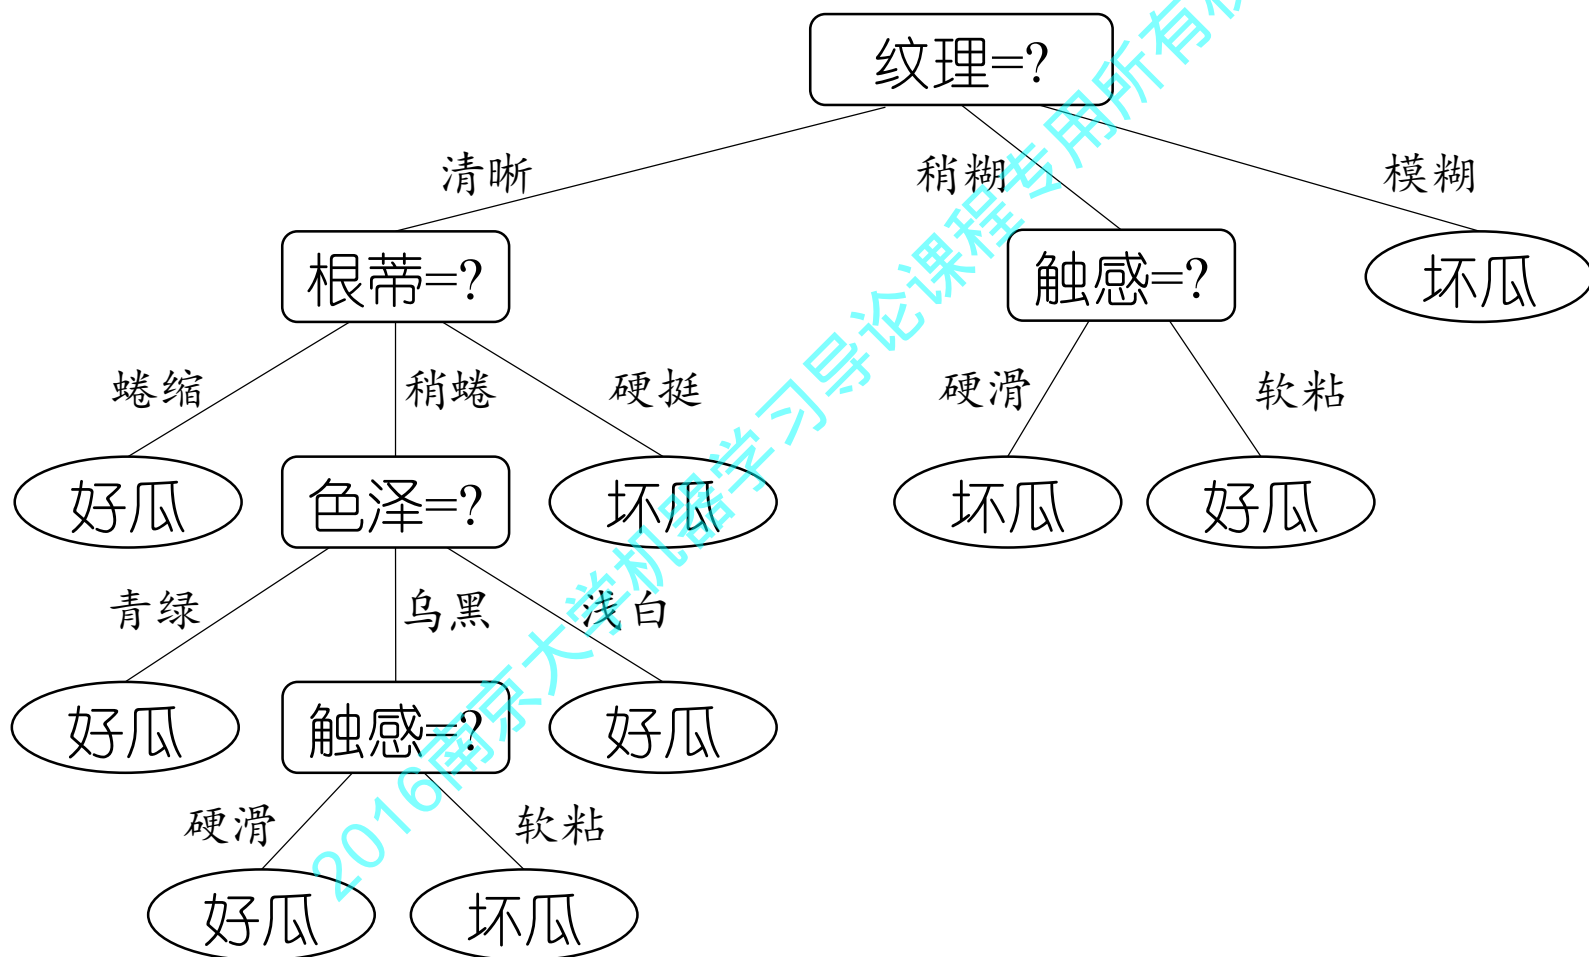 纹理=?
清晰
稍糊
模糊
根蒂=?
触感=?
坏瓜
蜷缩
稍蜷
硬挺
硬滑
软粘
好瓜
色泽=?
坏瓜
坏瓜
好瓜
青绿
乌黑
浅白
好瓜
触感=?
好瓜
硬滑
软粘
好瓜
坏瓜
2016南京大学机器学习导论课程专用所有权